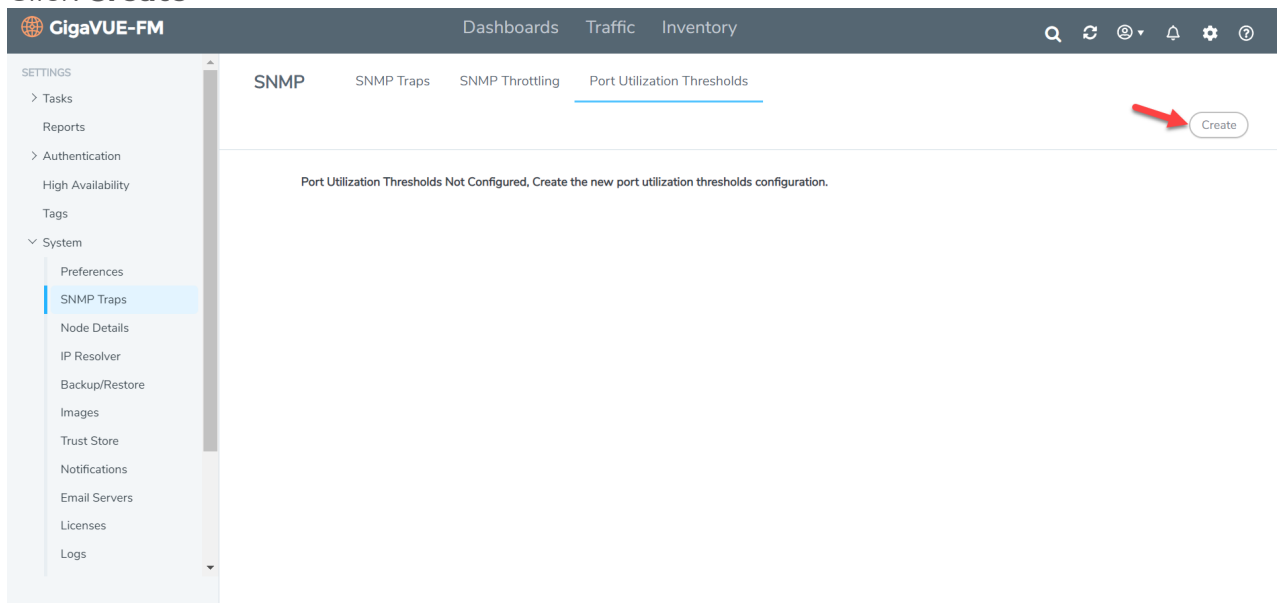 Click Create
GigaVUE-FM
Dashboards Traffic Inventory
SETTINGS
Tasks
Reports
Authentication
High Availability
Tags
System
Preferences
SNMP Traps
Node Details
IP Resolver
Backup/Restore
Images
Trust Store
Notifications
Email Servers
Licenses
Logs
SNMP SNMP Traps SNMP Throttling Port Utilization Thresholds
Create
Port Utilization Thresholds Not Configured, Create the new port utilization thresholds configuration.